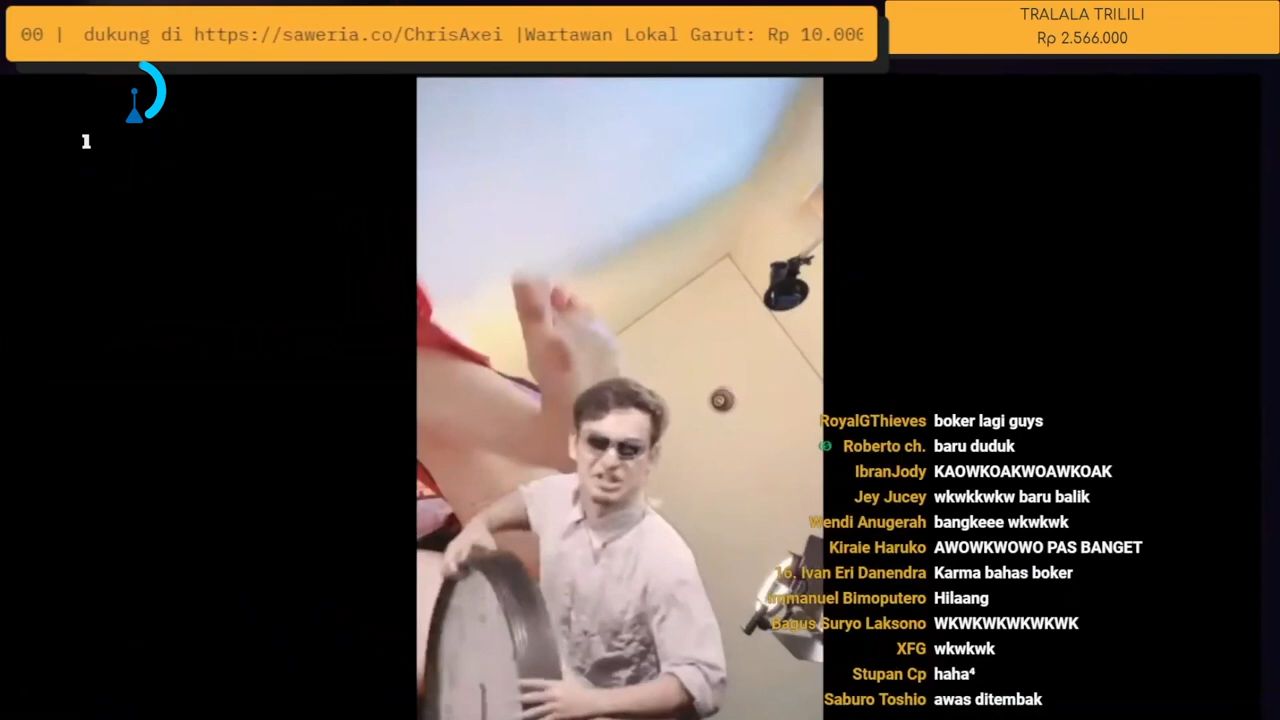 00 | dukung di https://saweria.co/ChrisAxei |Wartawan Lokal Garut: Rp 10.000
TRALALA TRILILI
Rp 2.566.000
1
RoyalGThieves boker lagi guys
Roberto ch. baru duduk
IbranJody KAOWKOAKWOAWKOAK
Jey Jucey wkwkkwkw baru balik
Wendi Anugerah bangkeee wkwkwk
Kiraie Haruko AWOWKWOWO PAS BANGET
16. Ivan Eri Danendra Karma bahas boker
Immanuel Bimoputero Hilaang
Bagus Suryo Laksono WKWKWKWKWKWK
XFG wkwkwk
Stupan Cp haha⁴
Saburo Toshio awas ditembak